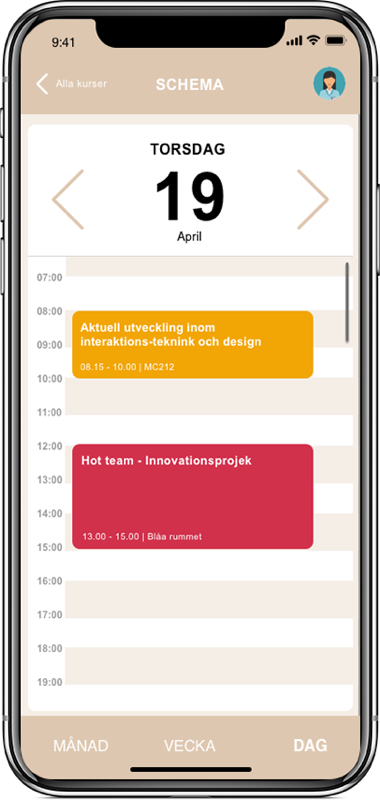 9:41
Alla kurser
SCHEMA
TORSDAG
19
April
07:00
08:00
Aktuell utveckling inom
interaktions-teknink och design
09:00
08.15 - 10.00 | MC212
10:00
11:00
12:00
Hot team - Innovationsprojek
13:00
14:00
13.00 - 15.00 | Blåa rummet
15:00
16:00
17:00
18:00
19:00
MÅNAD
VECKA
DAG